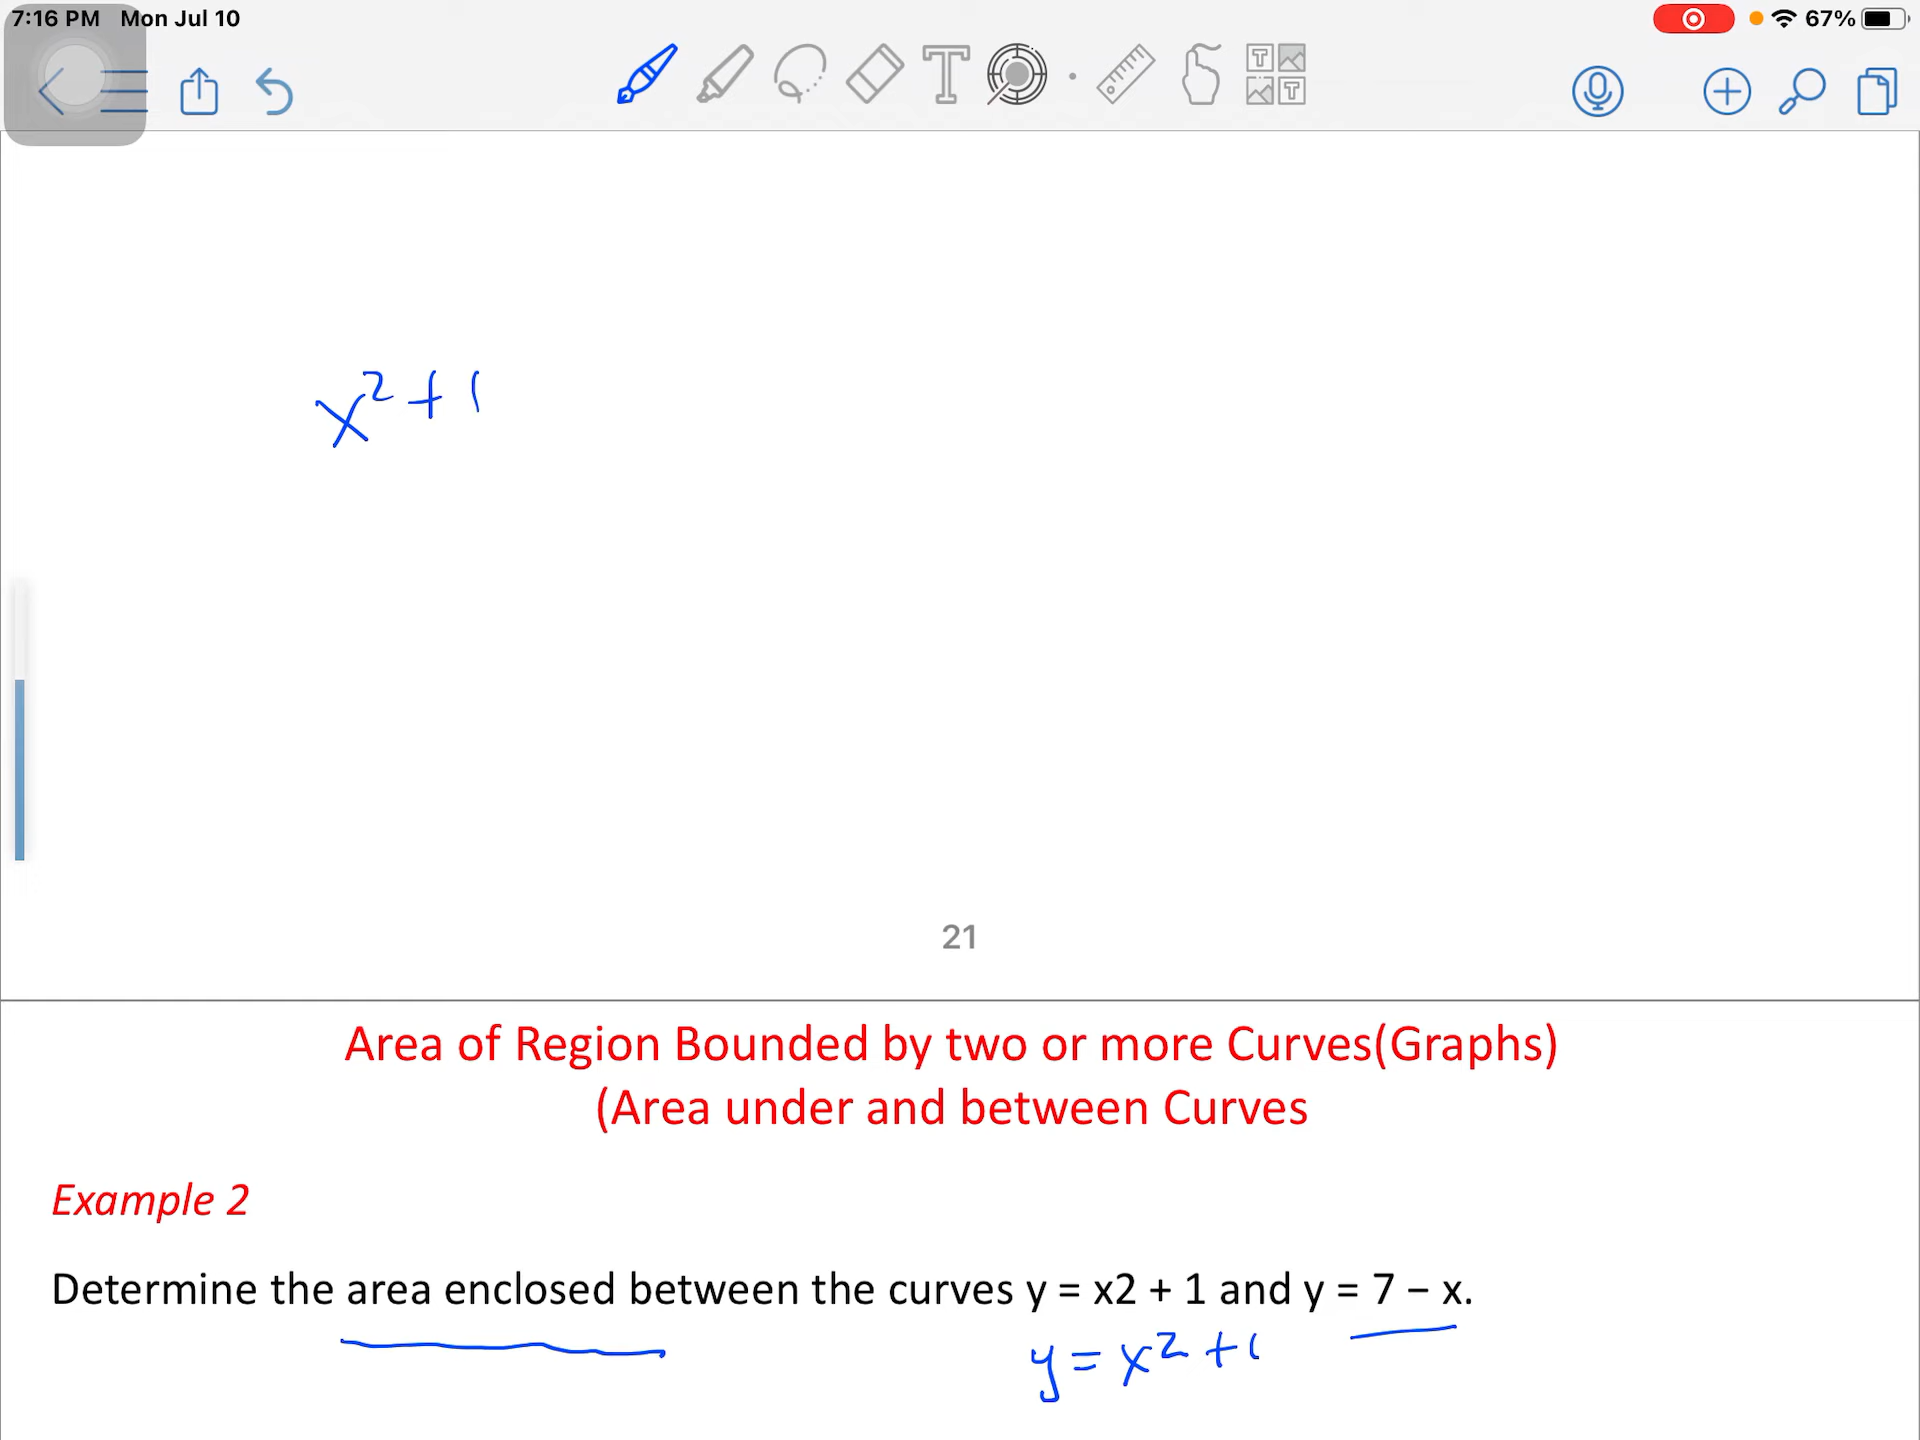 7:16 PM Mon Jul 10
67%
x² + 1
21
Area of Region Bounded by two or more Curves(Graphs)
(Area under and between Curves
Example 2
Determine the area enclosed between the curves y = x2 + 1 and y = 7 − x.
y = x² + 1